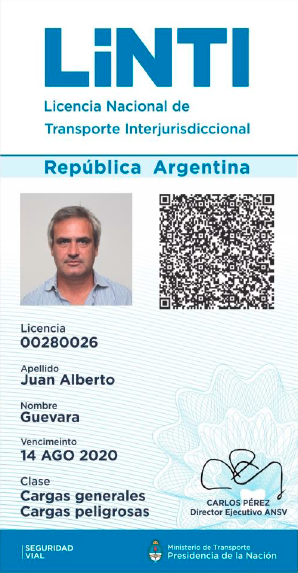 LiNTI
Licencia Nacional de
Transporte Interjurisdiccional
República Argentina
Licencia
00280026
Apellido
Juan Alberto
Nombre
Guevara
Vencimeinto
14 AGO 2020
Clase
Cargas generales
Cargas peligrosas
CARLOS PÉREZ
Director Ejecutivo ANSV
SEGURIDAD
VIAL
Ministerio de Transporte
Presidencia de la Nación